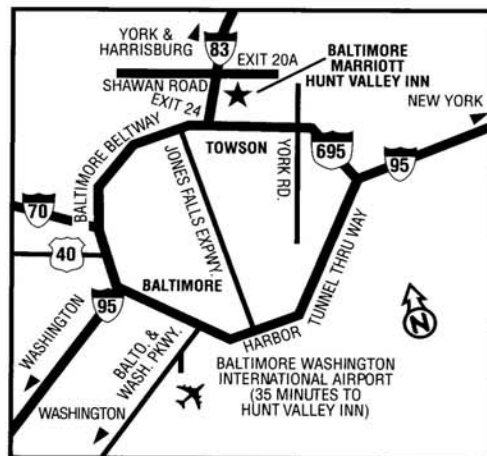 YORK &
HARRISBURG
83
EXIT 20A
SHAWAN ROAD
EXIT 24
BALTIMORE
MARRIOTT
HUNT VALLEY INN
NEW YORK
BALTIMORE BELTWAY
TOWSON
695
95
JONES FALLS EXPWY.
YORK RD.
70
40
BALTIMORE
95
HARBOR TUNNEL THRU WAY
N
WASHINGTON
BALTO. &
WASH. PKWY.
WASHINGTON
BALTIMORE WASHINGTON
INTERNATIONAL AIRPORT
(35 MINUTES TO
HUNT VALLEY INN)